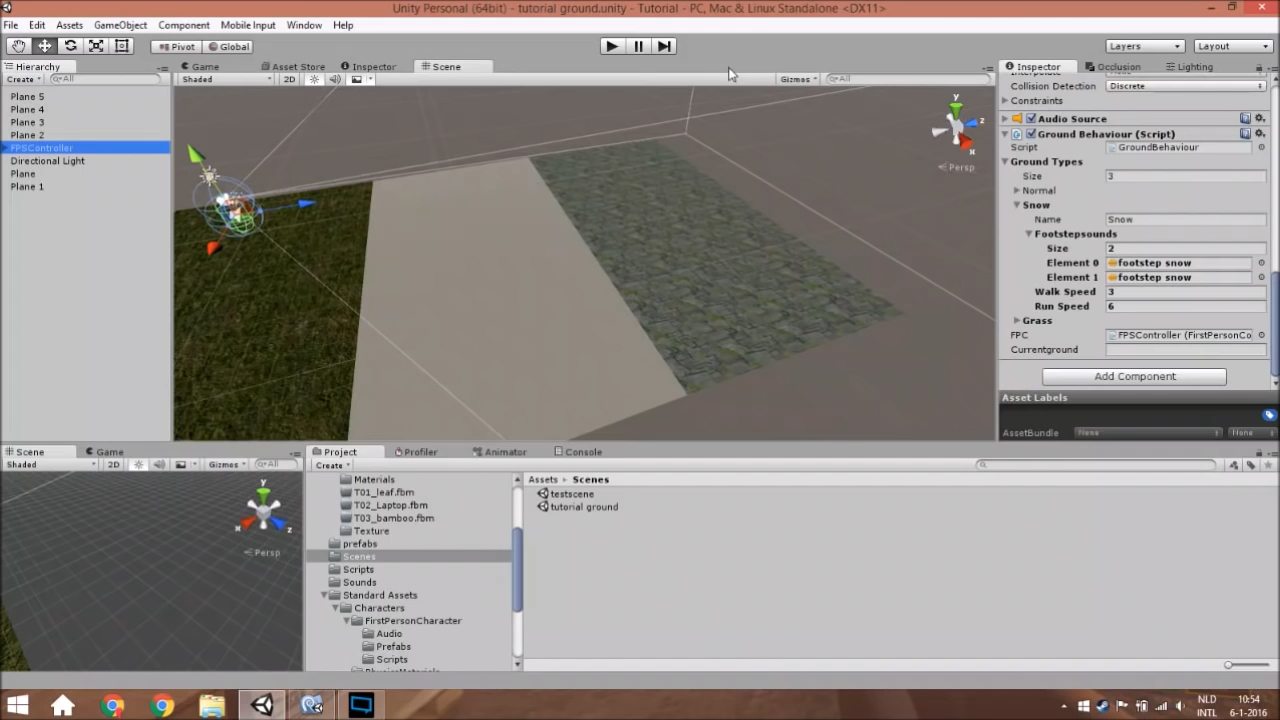 Unity Personal (64bit) - tutorial ground.unity - Tutorial - PC, Mac & Linux Standalone <DX11>
File Edit Assets GameObject Component Mobile Input Window Help
Pivot Global Layers Layout
Hierarchy
Create All
Plane 5
Plane 4
Plane 3
Plane 2
FPSController
Directional Light
Plane
Plane 1
Game Asset Store Inspector Scene
Shaded 2D Gizmos All
y
z
x
Persp
Inspector Occlusion Lighting
Collision Detection Discrete
Constraints
Audio Source
Ground Behaviour (Script)
Script GroundBehaviour
Ground Types
Size 3
Normal
Snow
Name Snow
Footstepsounds
Size 2
Element 0 footstep snow
Element 1 footstep snow
Walk Speed 3
Run Speed 6
Grass
FPC FPSController (FirstPersonCo
Currentground
Add Component
Asset Labels
AssetBundle None None
Scene Game
Shaded 2D Gizmos All
y
x
z
Persp
Project Profiler Animator Console
Create
Materials
T01_leaf.fbm
T02_Laptop.fbm
T03_bamboo.fbm
Texture
prefabs
Scenes
Scripts
Sounds
Standard Assets
Characters
FirstPersonCharacter
Audio
Prefabs
Scripts
Assets Scenes
testscene
tutorial ground
NLD
INTL
10:54
6-1-2016